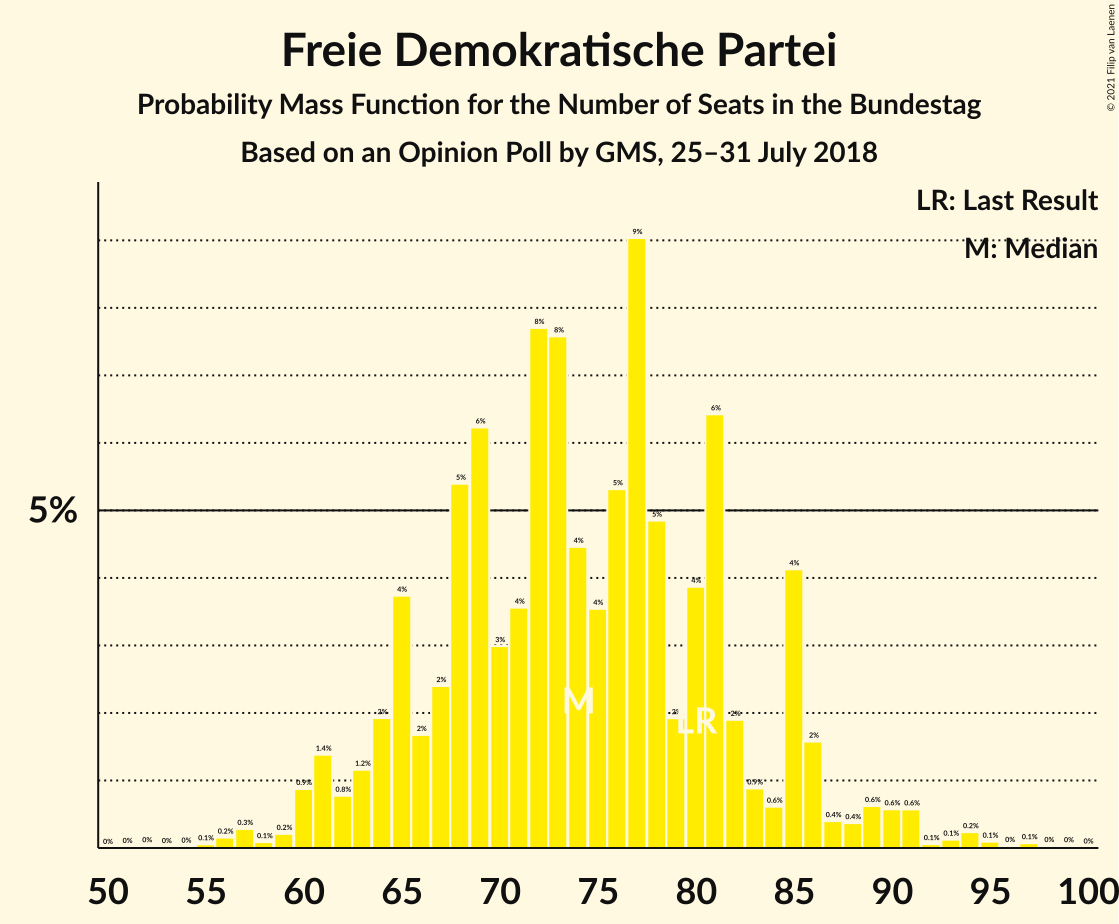 © 2021 Filip van Laenen
Freie Demokratische Partei
Probability Mass Function for the Number of Seats in the Bundestag
Based on an Opinion Poll by GMS, 25–31 July 2018
LR: Last Result
M: Median
5%
0% 0% 0% 0% 0% 0.1% 0.2% 0.3% 0.1% 0.2% 0.9% 1.4% 0.8% 1.2% 2% 4% 2% 2% 5% 6% 3% 4% 8% 8% 4% 4% 5% 9% 5% 2% 4% 6% 2% 0.9% 0.6% 4% 2% 0.4% 0.4% 0.6% 0.6% 0.6% 0.1% 0.1% 0.2% 0.1% 0% 0.1% 0% 0% 0%
M
LR
50 55 60 65 70 75 80 85 90 95 100